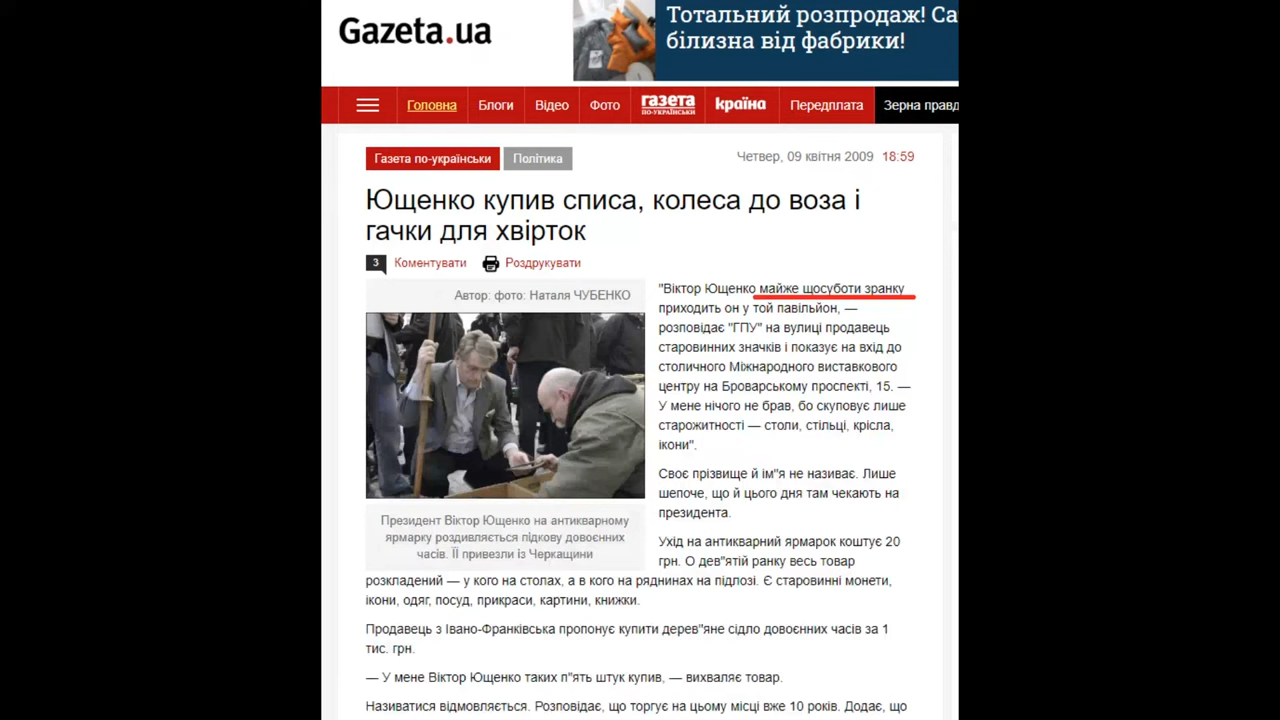 Gazeta.ua
Тотальний розпродаж! Са
білизна від фабрики!
Головна
Блоги
Відео
Фото
газета
ПО-УКРАЇНСЬКИ
країна
Передплата
Зерна правд
Газета по-українськи
Політика
Четвер, 09 квітня 2009 18:59
Ющенко купив списа, колеса до воза і
гачки для хвірток
3 Коментувати
Роздрукувати
Автор: фото: Наталя ЧУБЕНКО
Президент Віктор Ющенко на антикварному
ярмарку роздивляється підкову довоєнних
часів. ЇЇ привезли із Черкащини
"Віктор Ющенко майже щосуботи зранку
приходить он у той павільйон, —
розповідає "ГПУ" на вулиці продавець
старовинних значків і показує на вхід до
столичного Міжнародного виставкового
центру на Броварському проспекті, 15. —
У мене нічого не брав, бо скуповує лише
старожитності — столи, стільці, крісла,
ікони".
Своє прізвище й ім"я не називає. Лише
шепоче, що й цього дня там чекають на
президента.
Ухід на антикварний ярмарок коштує 20
грн. О дев"ятій ранку весь товар
розкладений — у кого на столах, а в кого на ряднинах на підлозі. Є старовинні монети,
ікони, одяг, посуд, прикраси, картини, книжки.
Продавець з Івано-Франківська пропонує купити дерев"яне сідло довоєнних часів за 1
тис. грн.
— У мене Віктор Ющенко таких п"ять штук купив, — вихваляє товар.
Називатися відмовляється. Розповідає, що торгує на цьому місці вже 10 років. Додає, що